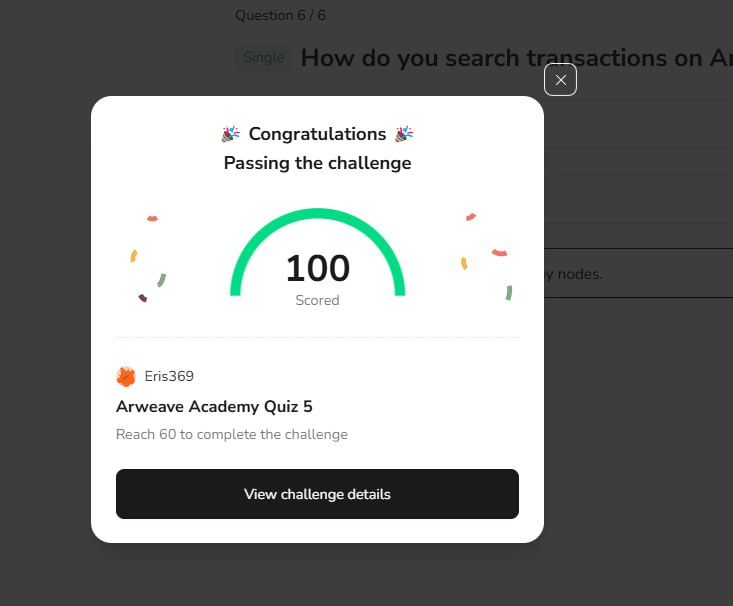 Question 6 / 6
Single How do you search transactions on Ar
Congratulations
Passing the challenge
100
Scored
y nodes.
Eris369
Arweave Academy Quiz 5
Reach 60 to complete the challenge
View challenge details